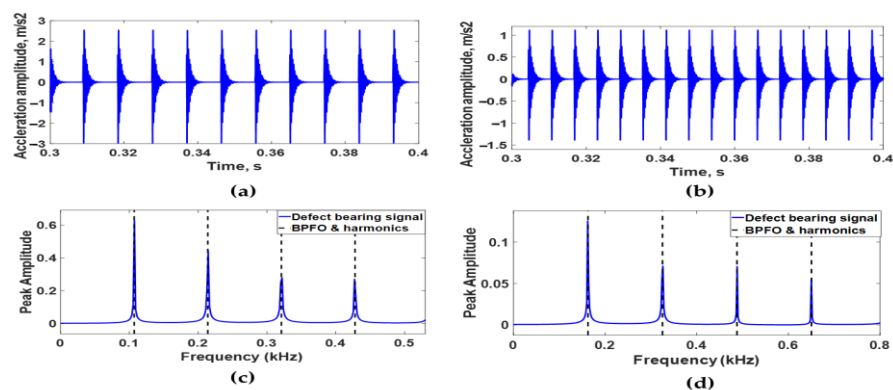 Accleration amplitude, m/s2
3
2
1
0
−1
−2
−3
0.3 0.32 0.34 0.36 0.38 0.4
Time, s
(a)
Accleration amplitude, m/s2
1
0.5
0
−0.5
−1
−1.5
0.3 0.32 0.34 0.36 0.38 0.4
Time, s
(b)
Peak Amplitude
0.6
0.4
0.2
0
0 0.1 0.2 0.3 0.4 0.5
Frequency (kHz)
Defect bearing signal
BPFO & harmonics
(c)
Peak Amplitude
0.1
0.05
0
0 0.2 0.4 0.6 0.8
Frequency (kHz)
Defect bearing signal
BPFO & harmonics
(d)